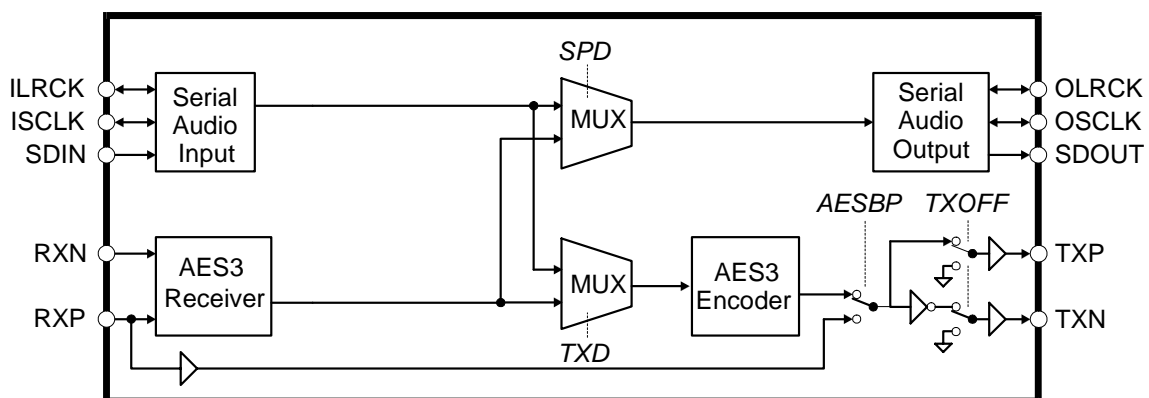 SPD
ILRCK
ISCLK
SDIN
Serial
Audio
Input
MUX
Serial
Audio
Output
OLRCK
OSCLK
SDOUT
AESBP
TXOFF
RXN
RXP
AES3
Receiver
MUX
TXD
AES3
Encoder
TXP
TXN